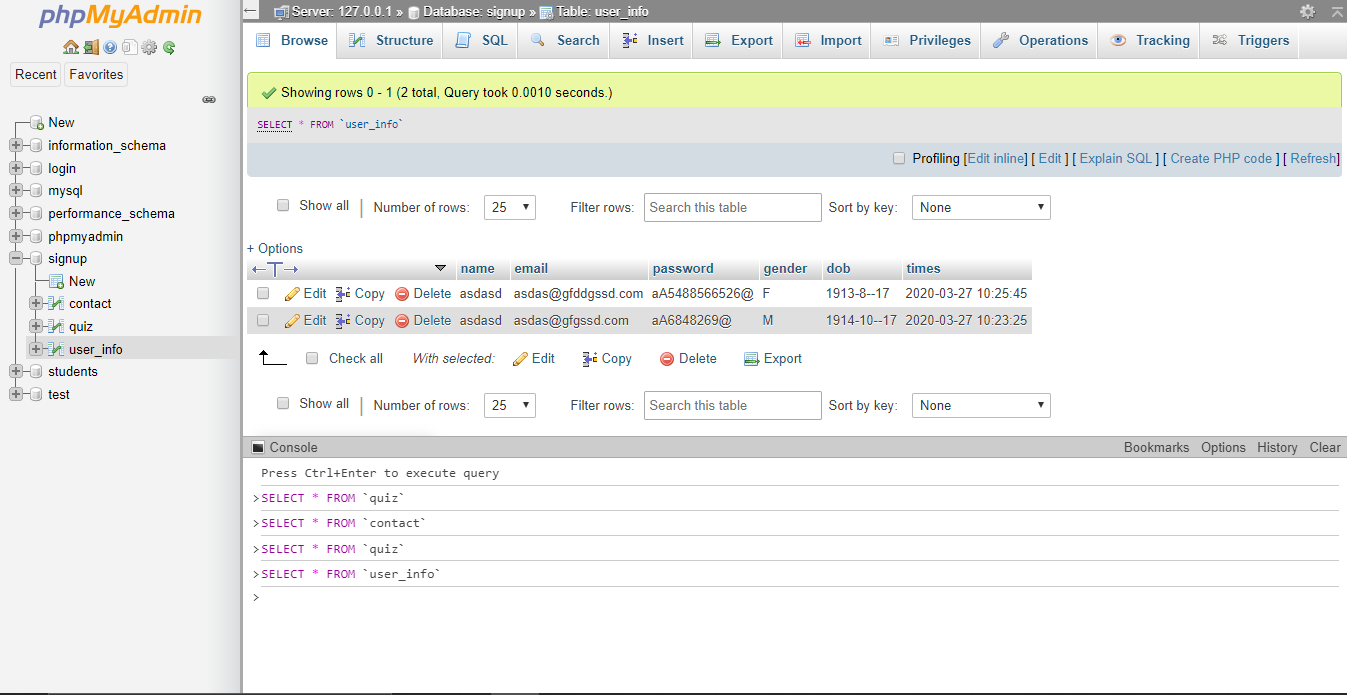 phpMyAdmin
Recent Favorites
New
information_schema
login
mysql
performance_schema
phpmyadmin
signup
New
contact
quiz
user_info
students
test
Server: 127.0.0.1 » Database: signup » Table: user_info
Browse Structure SQL Search Insert Export Import Privileges Operations Tracking Triggers
Showing rows 0 - 1 (2 total, Query took 0.0010 seconds.)
SELECT * FROM `user_info`
Profiling [Edit inline] [ Edit ] [ Explain SQL ] [ Create PHP code ] [ Refresh]
Show all | Number of rows: 25 Filter rows: Search this table Sort by key: None
+ Options
←T→ name email password gender dob times
Edit Copy Delete asdasd asdas@gfddgssd.com aA5488566526@ F 1913-8--17 2020-03-27 10:25:45
Edit Copy Delete asdasd asdas@gfgssd.com aA6848269@ M 1914-10--17 2020-03-27 10:23:25
Check all With selected: Edit Copy Delete Export
Show all | Number of rows: 25 Filter rows: Search this table Sort by key: None
Console Bookmarks Options History Clear
Press Ctrl+Enter to execute query
>SELECT * FROM `quiz`
>SELECT * FROM `contact`
>SELECT * FROM `quiz`
>SELECT * FROM `user_info`
>